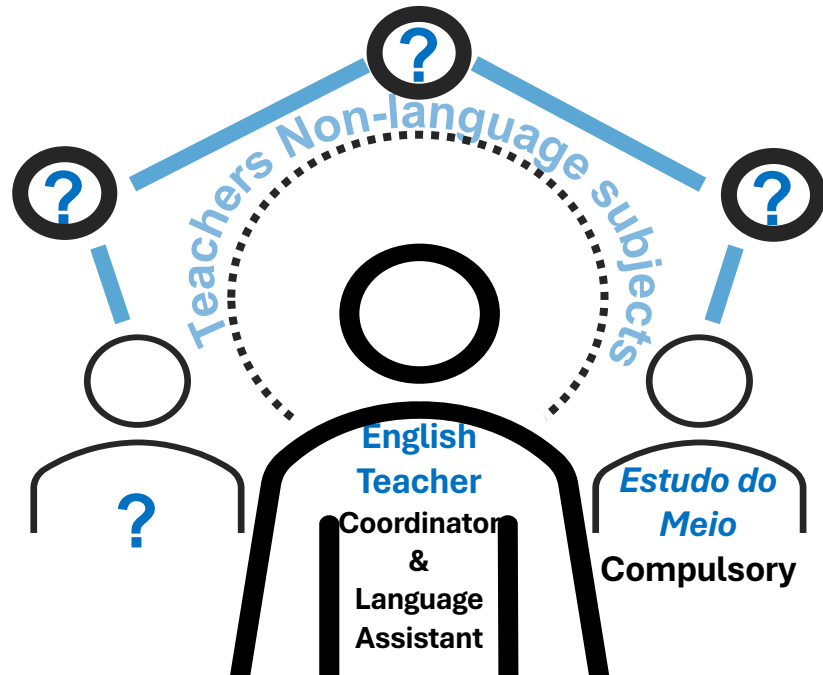 ?
Teachers Non-language subjects
?
?
English
Teacher
Coordinator
&
Language
Assistant
?
Estudo do
Meio
Compulsory